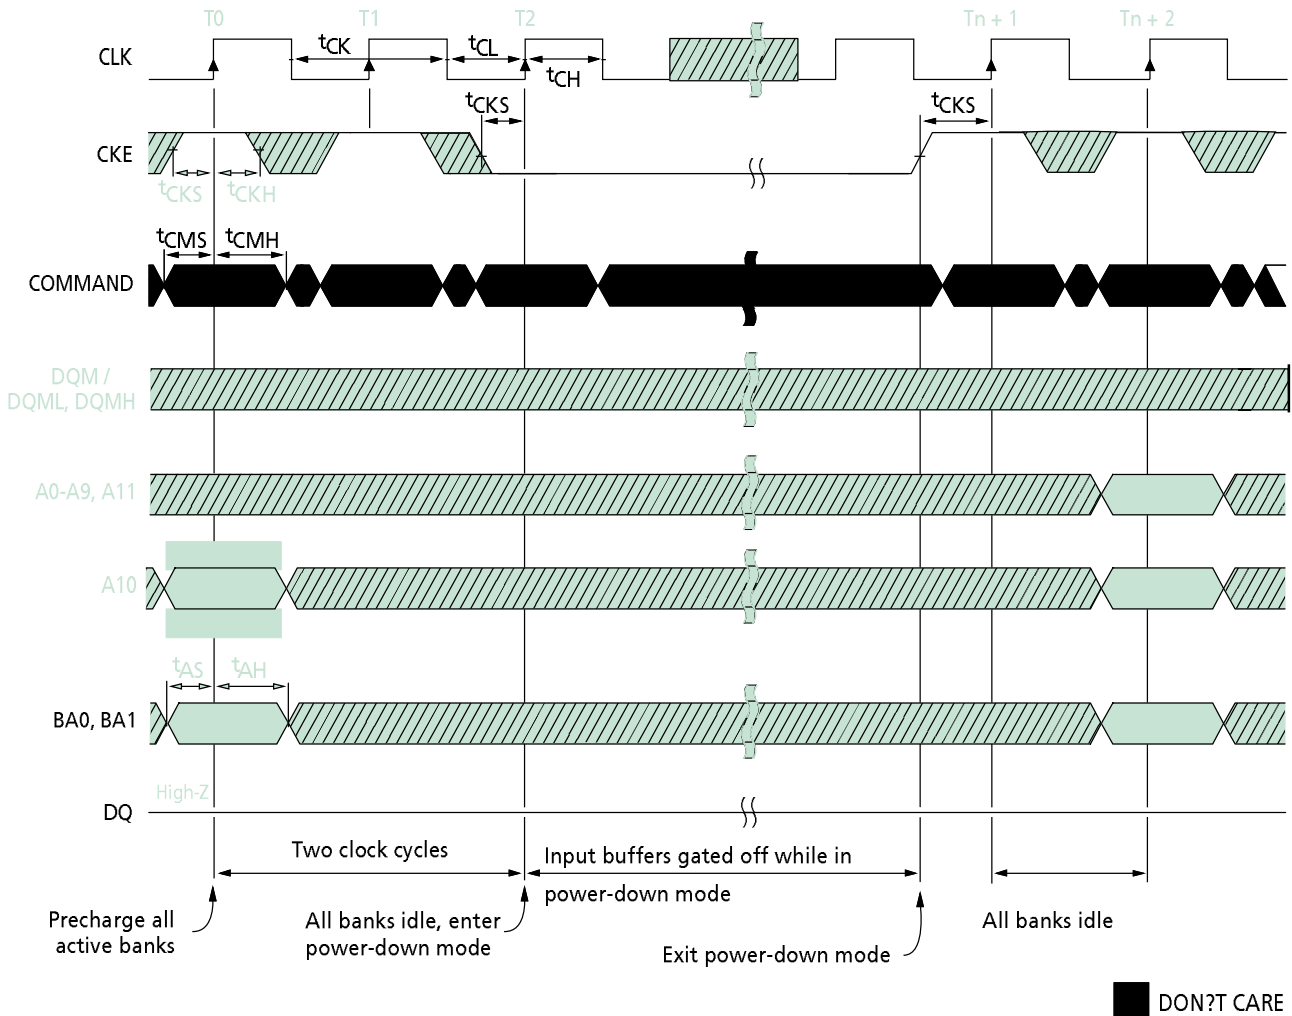 T0 T1 T2 Tn + 1 Tn + 2
CLK
tCK
tCL
tCH
tCKS
tCKS
CKE
tCKS
tCKH
tCMS
tCMH
COMMAND
DQM /
DQML, DQMH
A0-A9, A11
A10
tAS
tAH
BA0, BA1
High-Z
DQ
Two clock cycles
Input buffers gated off while in
power-down mode
Precharge all
active banks
All banks idle, enter
power-down mode
Exit power-down mode
All banks idle
DON?T CARE